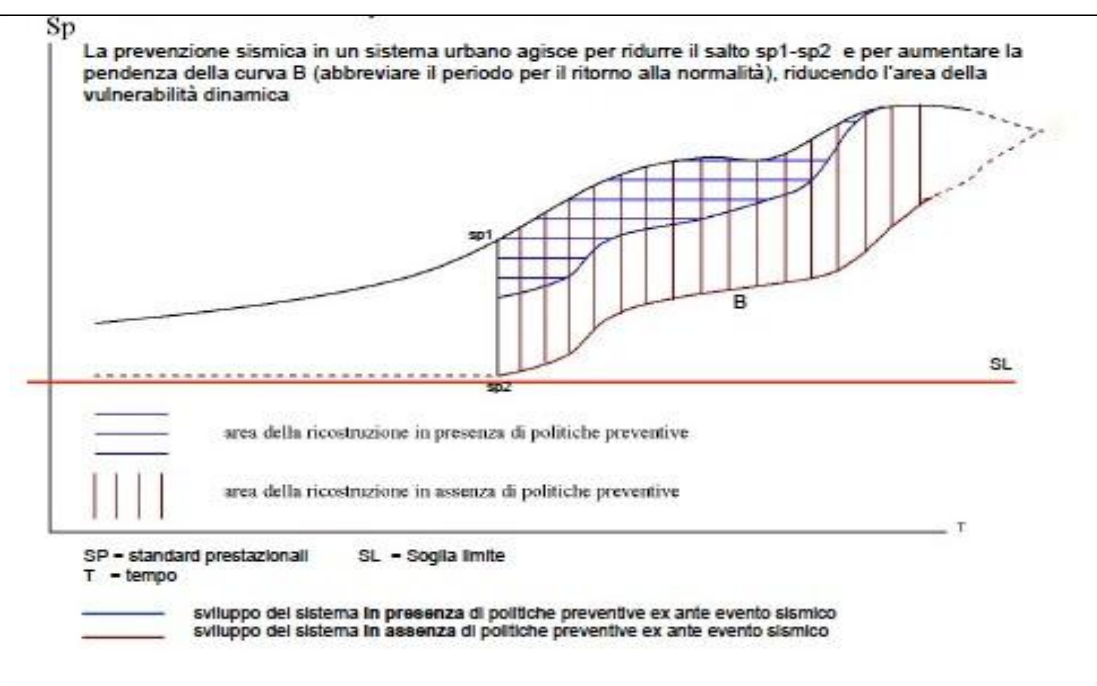 Sp
La prevenzione sismica in un sistema urbano agisce per ridurre il salto sp1-sp2 e per aumentare la
pendenza della curva B (abbreviare il periodo per il ritorno alla normalità), riducendo l'area della
vulnerabilità dinamica
sp1
B
SL
sp2
area della ricostruzione in presenza di politiche preventive
area della ricostruzione in assenza di politiche preventive
T
SP = standard prestazionali SL = Soglia limite
T = tempo
sviluppo del sistema in presenza di politiche preventive ex ante evento sismico
sviluppo del sistema in assenza di politiche preventive ex ante evento sismico